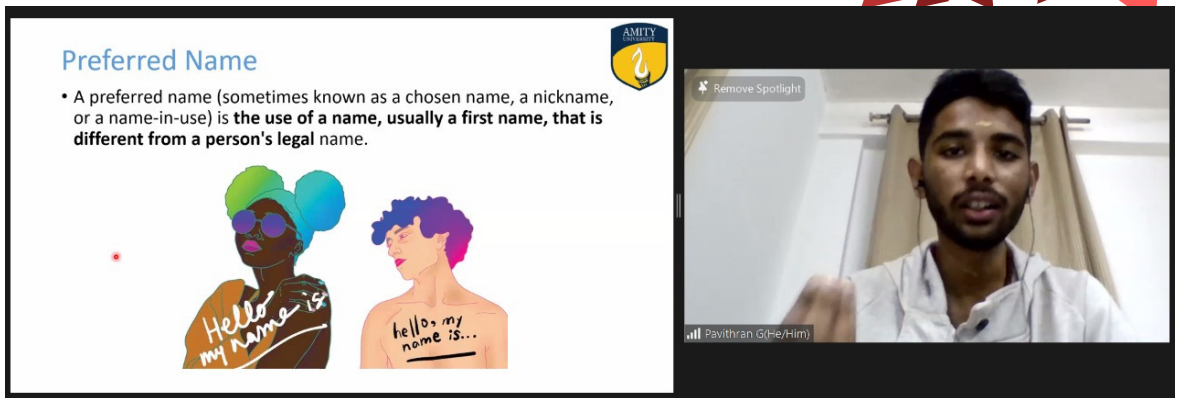 Preferred Name
AMITY
UNIVERSITY
• A preferred name (sometimes known as a chosen name, a nickname,
or a name-in-use) is the use of a name, usually a first name, that is
different from a person's legal name.
Hello
my name is
hello, my
name is...
Remove Spotlight
Pavithran G(He/Him)